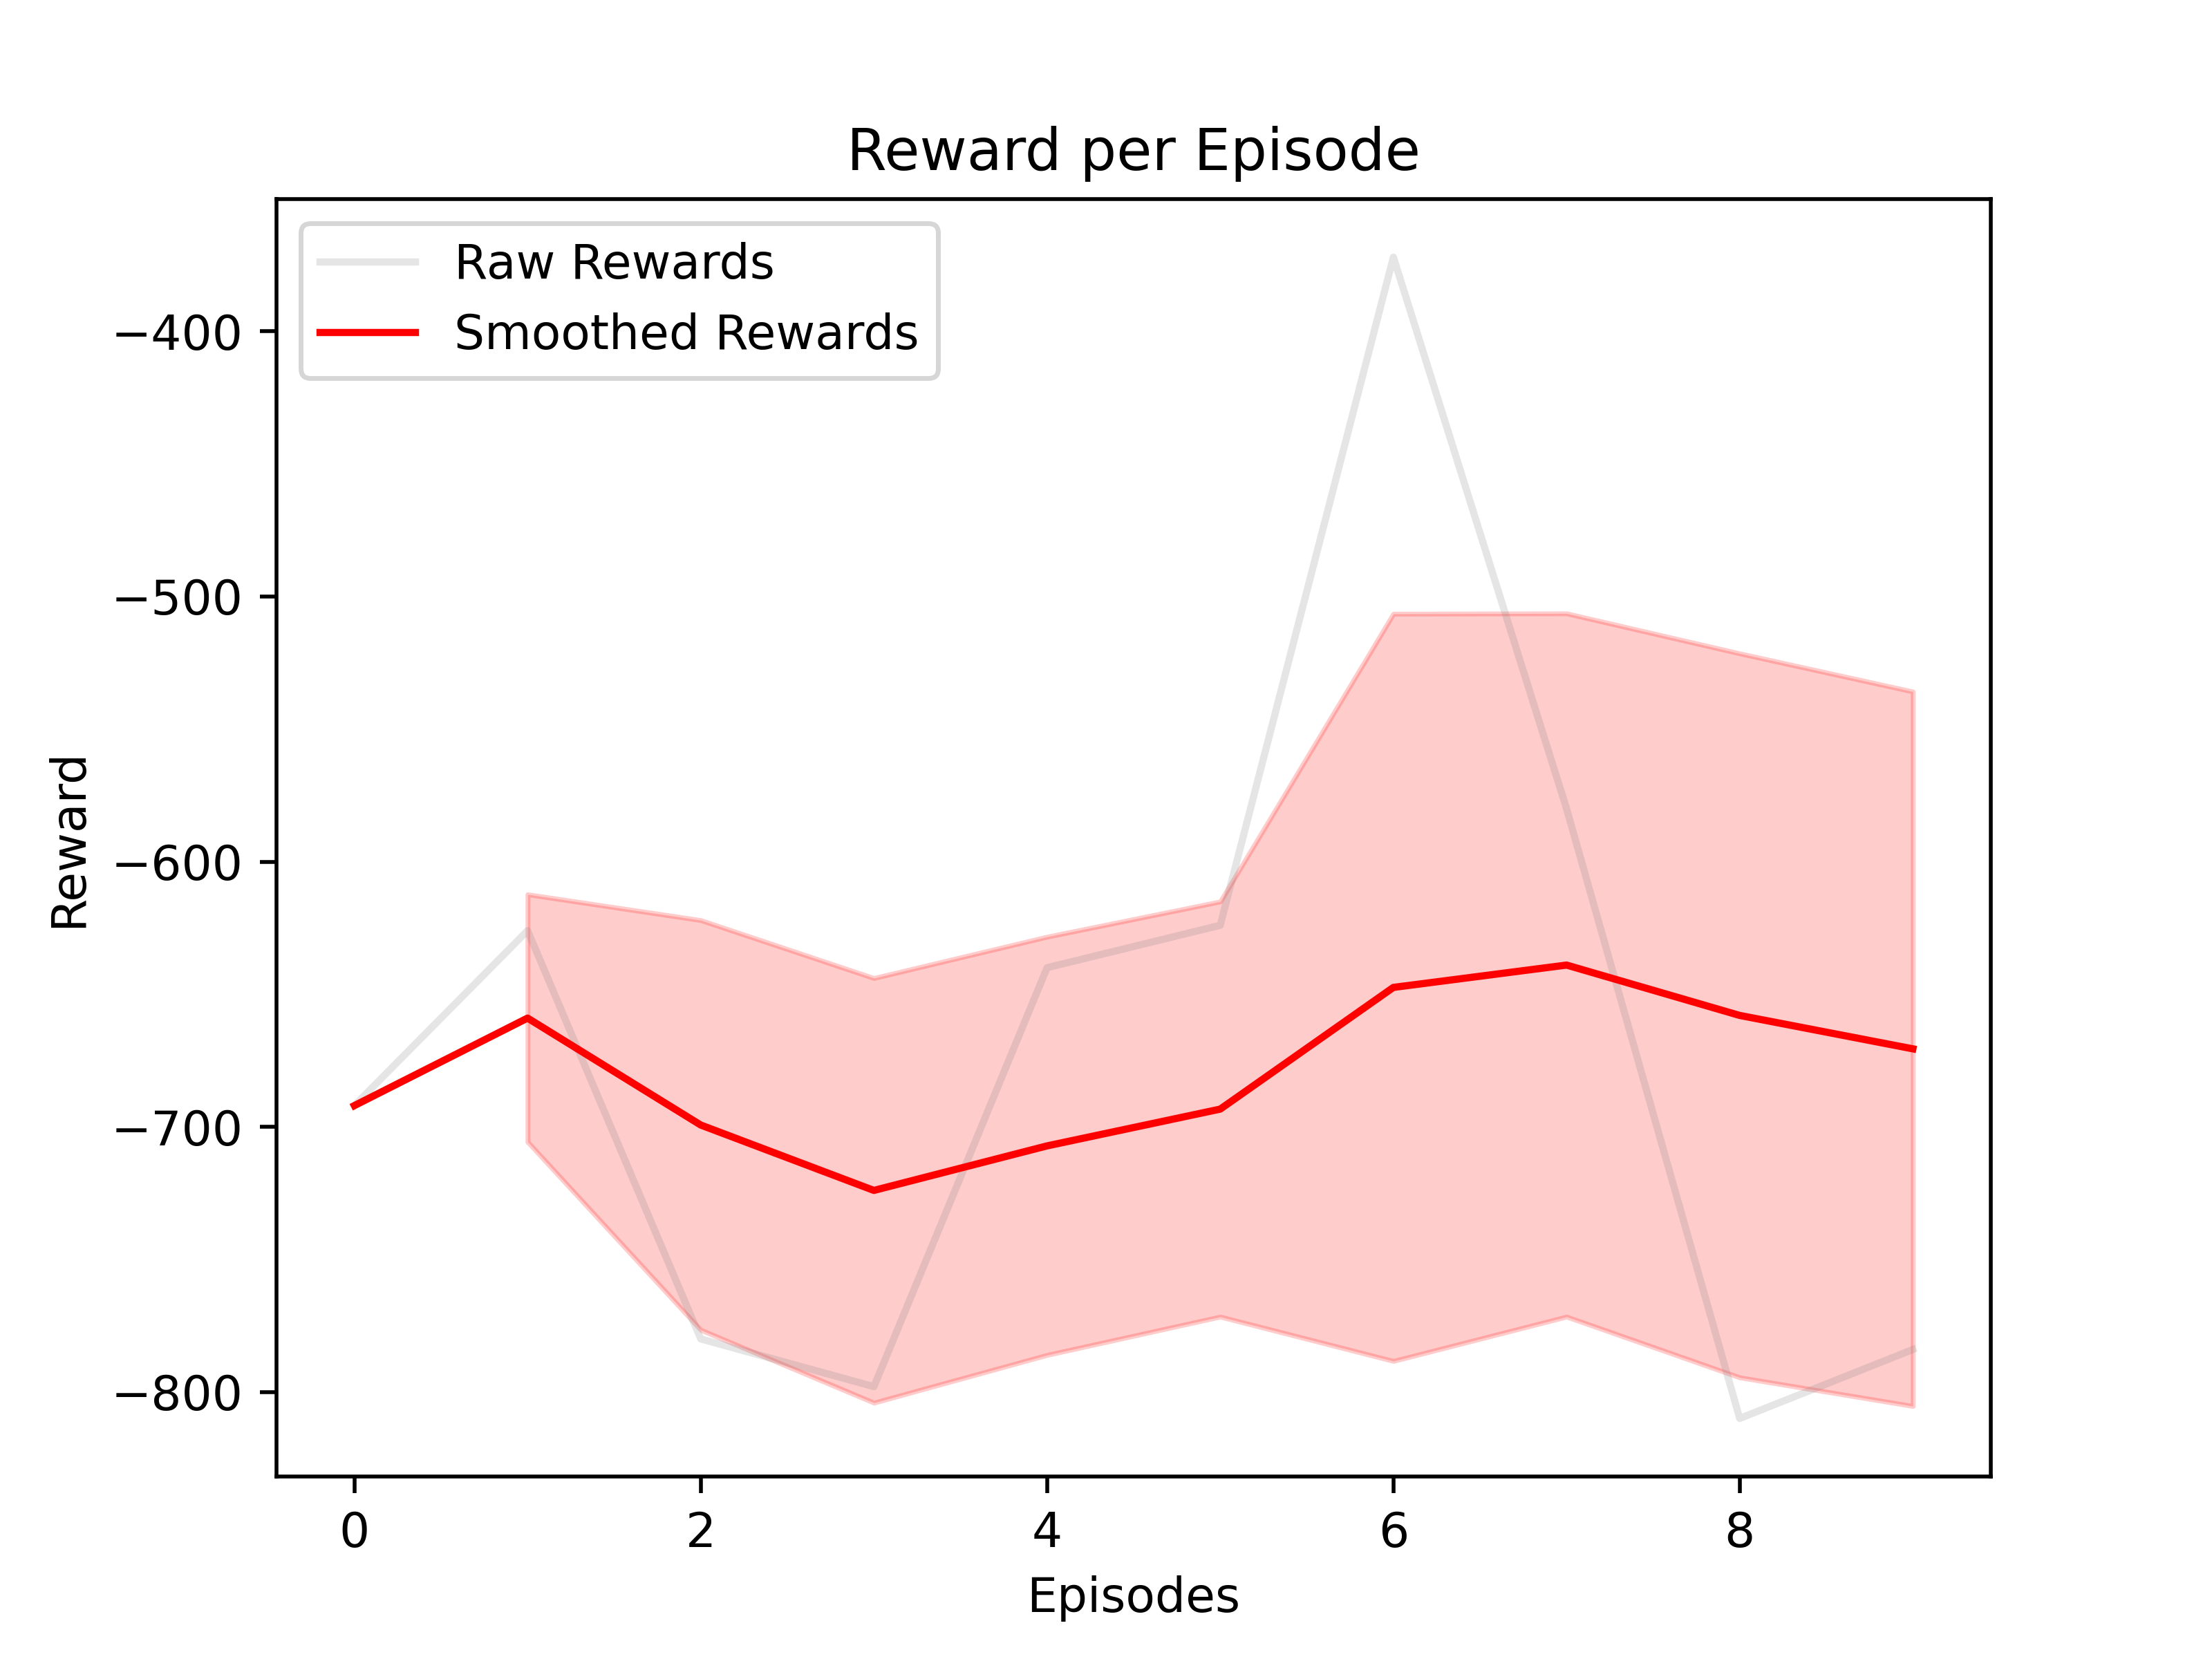 Reward per Episode
Raw Rewards
Smoothed Rewards
−400
−500
−600
−700
−800
Reward
0 2 4 6 8
Episodes